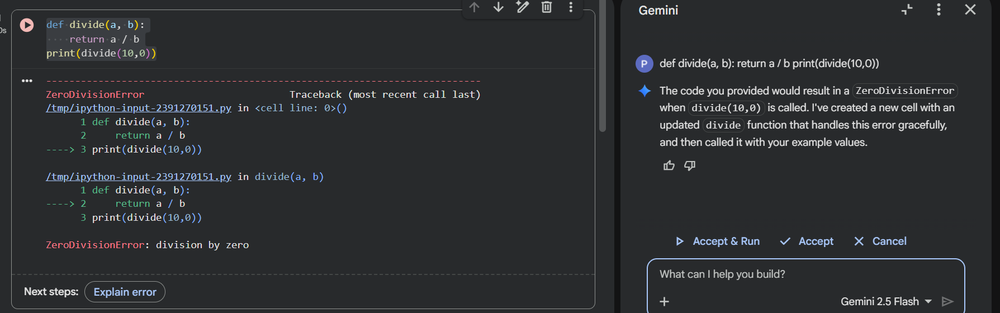 0s
def divide(a, b):
    return a / b
print(divide(10,0))
---------------------------------------------------------------------------
ZeroDivisionError                         Traceback (most recent call last)
/tmp/ipython-input-2391270151.py in <cell line: 0>()
      1 def divide(a, b):
      2     return a / b
----> 3 print(divide(10,0))
/tmp/ipython-input-2391270151.py in divide(a, b)
      1 def divide(a, b):
----> 2     return a / b
      3 print(divide(10,0))
ZeroDivisionError: division by zero
Next steps: Explain error
Gemini
P def divide(a, b): return a / b print(divide(10,0))
The code you provided would result in a ZeroDivisionError
when divide(10,0) is called. I've created a new cell with an
updated divide function that handles this error gracefully,
and then called it with your example values.
Accept & Run Accept Cancel
What can I help you build?
Gemini 2.5 Flash